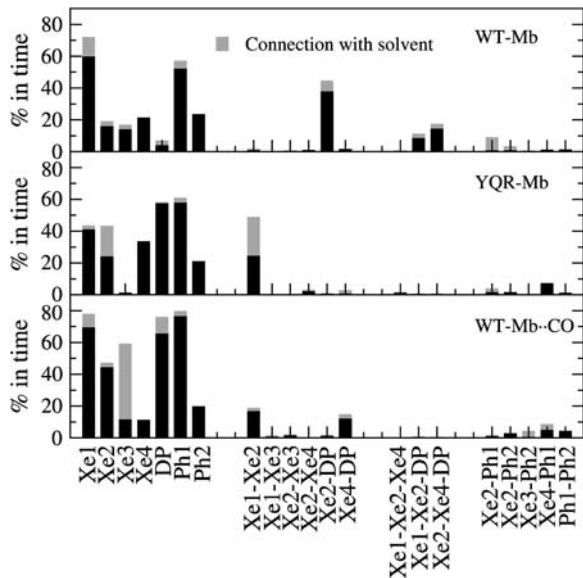 80
60
40
20
0
% in time
Connection with solvent
WT-Mb
80
60
40
20
0
% in time
YQR-Mb
80
60
40
20
0
% in time
WT-Mb··CO
Xe1
Xe2
Xe3
Xe4
DP
Ph1
Ph2
Xe1-Xe2
Xe1-Xe3
Xe2-Xe3
Xe2-Xe4
Xe2-DP
Xe4-DP
Xe1-Xe2-Xe4
Xe1-Xe2-DP
Xe2-Xe4-DP
Xe2-Ph1
Xe2-Ph2
Xe3-Ph2
Xe4-Ph1
Ph1-Ph2